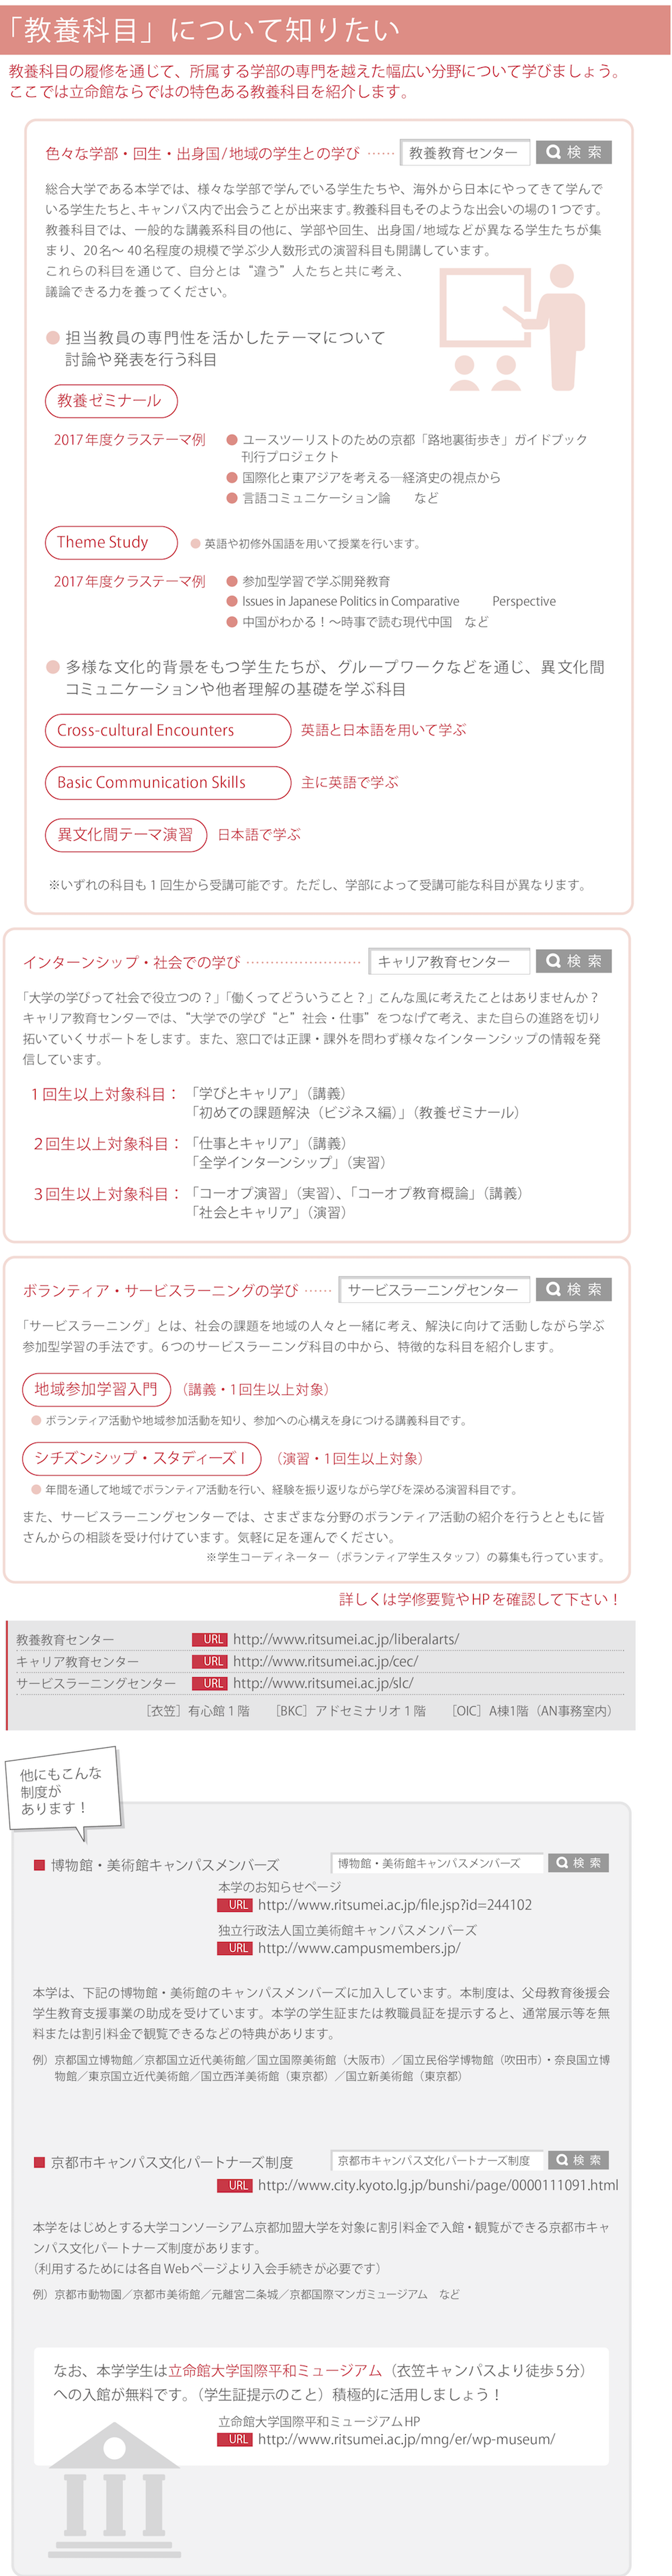 「教養科目」について知りたい
教養科目の履修を通じて、所属する学部の専門を越えた幅広い分野について学びましょう。
ここでは立命館ならではの特色ある教養科目を紹介します。
色々な学部・回生・出身国/地域の学生との学び …… 教養教育センター 検 索
総合大学である本学では、様々な学部で学んでいる学生たちや、海外から日本にやってきて学んで
いる学生たちと、キャンパス内で出会うことが出来ます。教養科目もそのような出会いの場の1つです。
教養科目では、一般的な講義系科目の他に、学部や回生、出身国/地域などが異なる学生たちが集
まり、20名～40名程度の規模で学ぶ少人数形式の演習科目も開講しています。
これらの科目を通じて、自分とは“違う”人たちと共に考え、
議論できる力を養ってください。
● 担当教員の専門性を活かしたテーマについて
討論や発表を行う科目
教養ゼミナール
2017年度クラステーマ例 ● ユースツーリストのための京都「路地裏街歩き」ガイドブック
刊行プロジェクト
● 国際化と東アジアを考える―経済史の視点から
● 言語コミュニケーション論 など
Theme Study ● 英語や初修外国語を用いて授業を行います。
2017年度クラステーマ例 ● 参加型学習で学ぶ開発教育
● Issues in Japanese Politics in Comparative Perspective
● 中国がわかる！～時事で読む現代中国 など
● 多様な文化的背景をもつ学生たちが、グループワークなどを通じ、異文化間
コミュニケーションや他者理解の基礎を学ぶ科目
Cross-cultural Encounters 英語と日本語を用いて学ぶ
Basic Communication Skills 主に英語で学ぶ
異文化間テーマ演習 日本語で学ぶ
※いずれの科目も1回生から受講可能です。ただし、学部によって受講可能な科目が異なります。
インターンシップ・社会での学び …………………… キャリア教育センター 検 索
「大学の学びって社会で役立つの？」「働くってどういうこと？」こんな風に考えたことはありませんか？
キャリア教育センターでは、“大学での学び”と“社会・仕事”をつなげて考え、また自らの進路を切り
拓いていくサポートをします。また、窓口では正課・課外を問わず様々なインターンシップの情報を発
信しています。
1回生以上対象科目： 「学びとキャリア」（講義）
「初めての課題解決（ビジネス編）」（教養ゼミナール）
2回生以上対象科目： 「仕事とキャリア」（講義）
「全学インターンシップ」（実習）
3回生以上対象科目： 「コーオプ演習」（実習）、「コーオプ教育概論」（講義）
「社会とキャリア」（演習）
ボランティア・サービスラーニングの学び …… サービスラーニングセンター 検 索
「サービスラーニング」とは、社会の課題を地域の人々と一緒に考え、解決に向けて活動しながら学ぶ
参加型学習の手法です。6つのサービスラーニング科目の中から、特徴的な科目を紹介します。
地域参加学習入門 （講義・1回生以上対象）
● ボランティア活動や地域参加活動を知り、参加への心構えを身につける講義科目です。
シチズンシップ・スタディーズⅠ （演習・1回生以上対象）
● 年間を通して地域でボランティア活動を行い、経験を振り返りながら学びを深める演習科目です。
また、サービスラーニングセンターでは、さまざまな分野のボランティア活動の紹介を行うとともに皆
さんからの相談を受け付けています。気軽に足を運んでください。
※学生コーディネーター（ボランティア学生スタッフ）の募集も行っています。
詳しくは学修要覧やHPを確認して下さい！
教養教育センター URL http://www.ritsumei.ac.jp/liberalarts/
キャリア教育センター URL http://www.ritsumei.ac.jp/cec/
サービスラーニングセンター URL http://www.ritsumei.ac.jp/slc/
［衣笠］有心館1階 ［BKC］アドセミナリオ1階 ［OIC］A棟1階（AN事務室内）
他にもこんな
制度が
あります！
■ 博物館・美術館キャンパスメンバーズ 博物館・美術館キャンパスメンバーズ 検 索
本学のお知らせページ
URL http://www.ritsumei.ac.jp/file.jsp?id=244102
独立行政法人国立美術館キャンパスメンバーズ
URL http://www.campusmembers.jp/
本学は、下記の博物館・美術館のキャンパスメンバーズに加入しています。本制度は、父母教育後援会
学生教育支援事業の助成を受けています。本学の学生証または教職員証を提示すると、通常展示等を無
料または割引料金で観覧できるなどの特典があります。
例）京都国立博物館／京都国立近代美術館／国立国際美術館（大阪市）／国立民俗学博物館（吹田市）・奈良国立博
物館／東京国立近代美術館／国立西洋美術館（東京都）／国立新美術館（東京都）
■ 京都市キャンパス文化パートナーズ制度 京都市キャンパス文化パートナーズ制度 検 索
URL http://www.city.kyoto.lg.jp/bunshi/page/0000111091.html
本学をはじめとする大学コンソーシアム京都加盟大学を対象に割引料金で入館・観覧ができる京都市キャ
ンパス文化パートナーズ制度があります。
（利用するためには各自Webページより入会手続きが必要です）
例）京都市動物園／京都市美術館／元離宮二条城／京都国際マンガミュージアム など
なお、本学学生は立命館大学国際平和ミュージアム（衣笠キャンパスより徒歩5分）
への入館が無料です。（学生証提示のこと）積極的に活用しましょう！
立命館大学国際平和ミュージアムHP
URL http://www.ritsumei.ac.jp/mng/er/wp-museum/